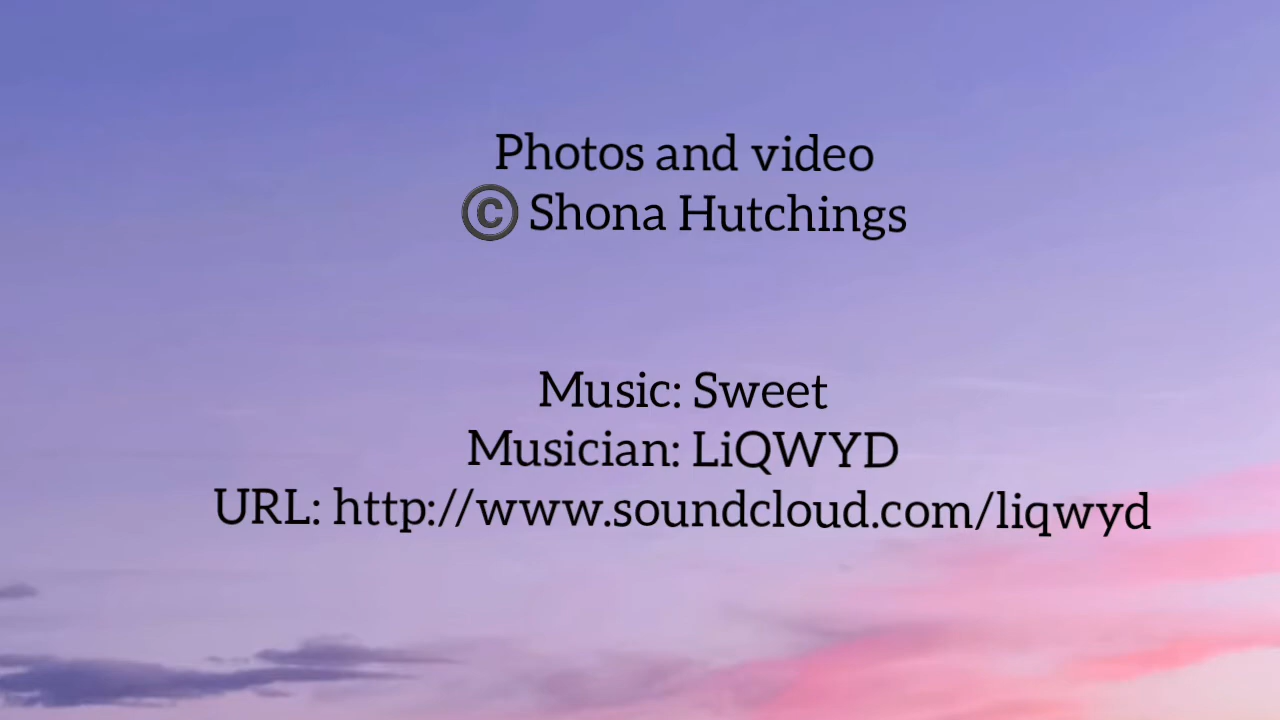 Photos and video
© Shona Hutchings
Music: Sweet
Musician: LiQWYD
URL: http://www.soundcloud.com/liqwyd